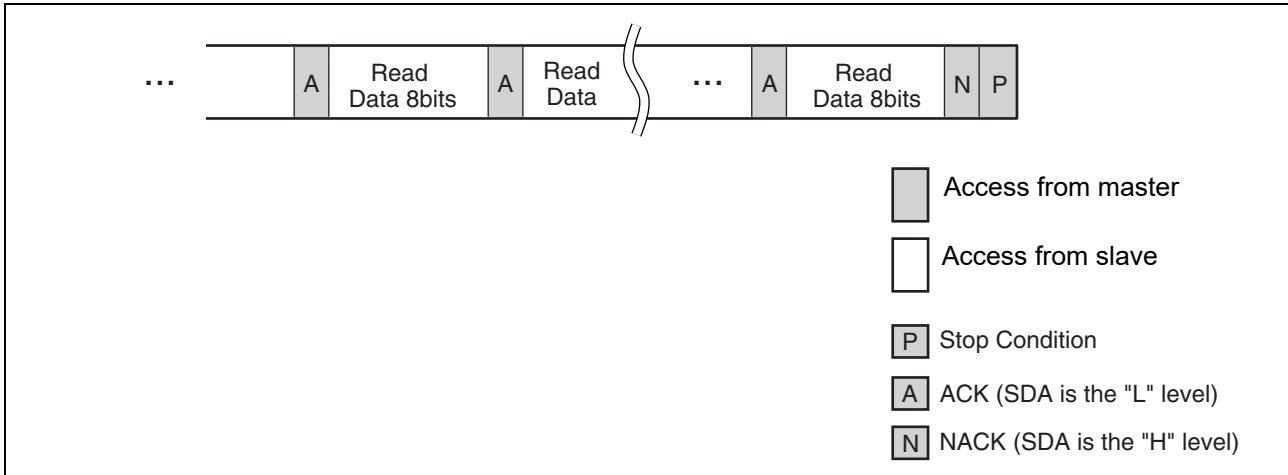 ... A Read Data 8bits A Read Data ... A Read Data 8bits N P
Access from master
Access from slave
P Stop Condition
A ACK (SDA is the "L" level)
N NACK (SDA is the "H" level)